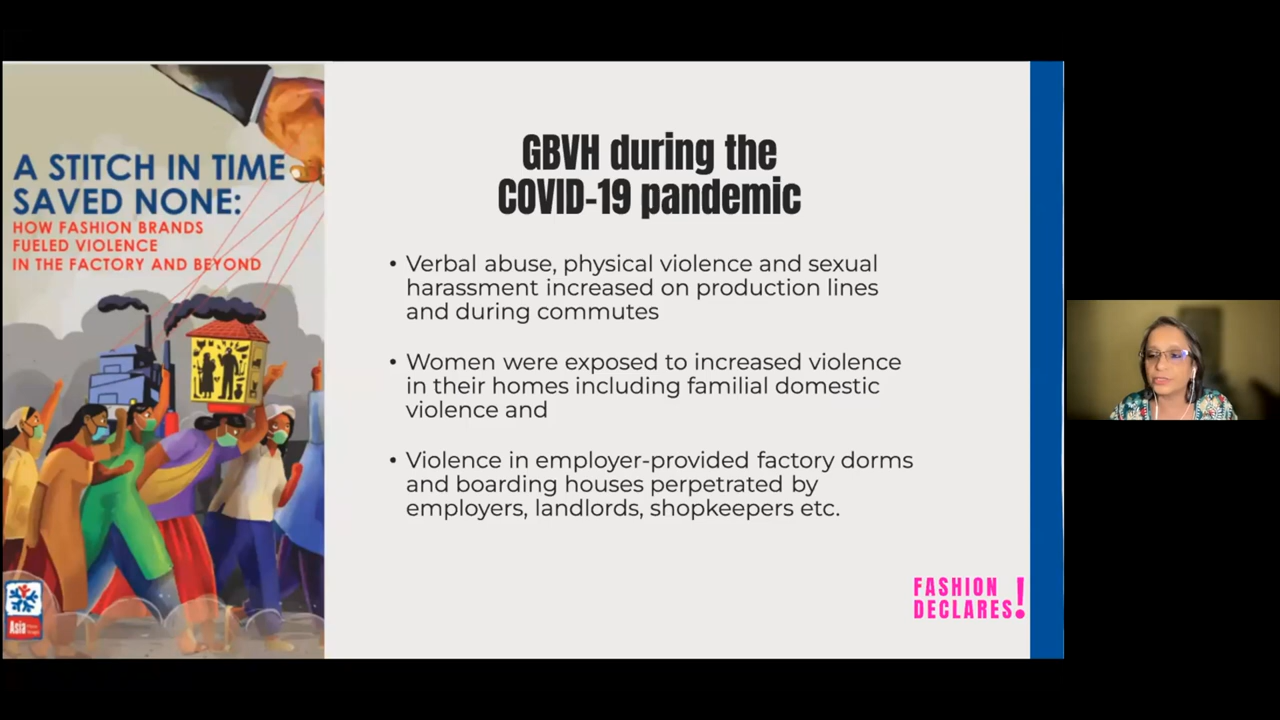 A STITCH IN TIME
SAVED NONE:
HOW FASHION BRANDS
FUELED VIOLENCE
IN THE FACTORY AND BEYOND
Asia
GBVH during the
COVID-19 pandemic
• Verbal abuse, physical violence and sexual
harassment increased on production lines
and during commutes
• Women were exposed to increased violence
in their homes including familial domestic
violence and
• Violence in employer-provided factory dorms
and boarding houses perpetrated by
employers, landlords, shopkeepers etc.
FASHION
DECLARES!